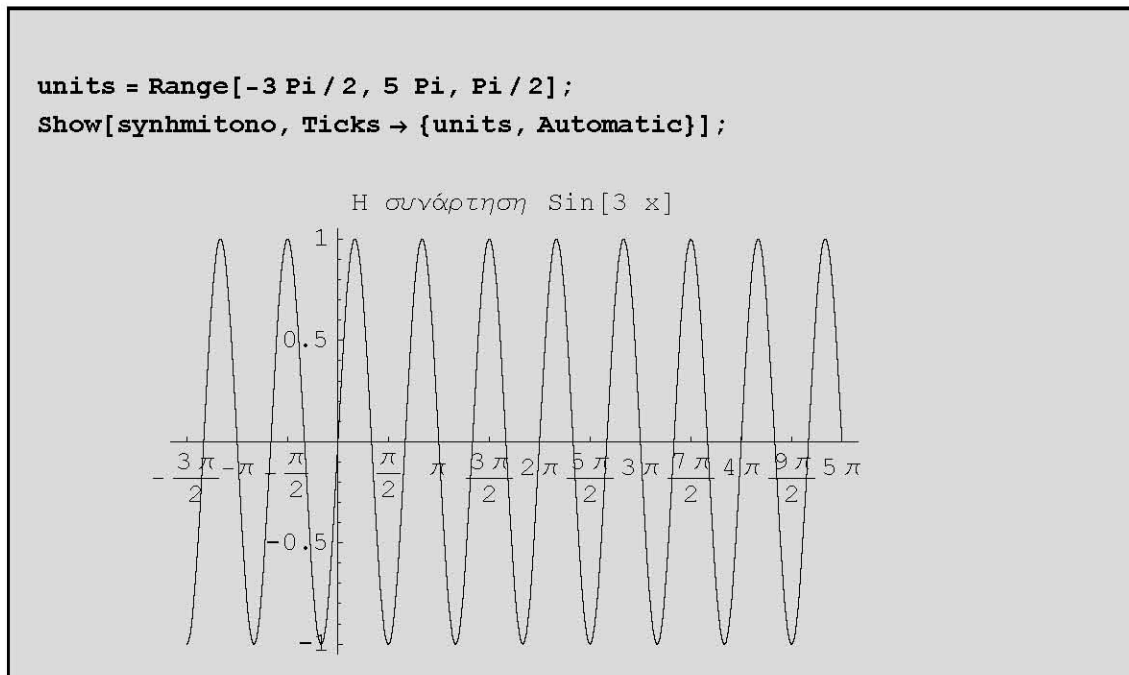 units = Range[-3 Pi / 2, 5 Pi, Pi / 2];
Show[synhmitono, Ticks → {units, Automatic}];
Η συνάρτηση Sin[3 x]
1
0.5
-3π/2 -π -π/2 π/2 π 3π/2 2π 5π/2 3π 7π/2 4π 9π/2 5π
-0.5
-1